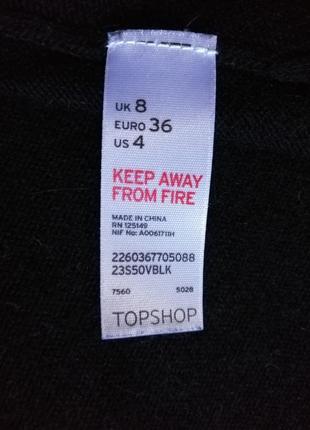 UK 8
EURO 36
US 4
KEEP AWAY
FROM FIRE
MADE IN CHINA
RN 125149
NIF No: A0061711H
2260367705088
23S50VBLK
7560 5028
TOPSHOP